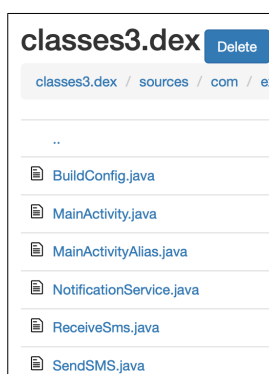 classes3.dex Delete
classes3.dex / sources / com /
..
BuildConfig.java
MainActivity.java
MainActivityAlias.java
NotificationService.java
ReceiveSms.java
SendSMS.java